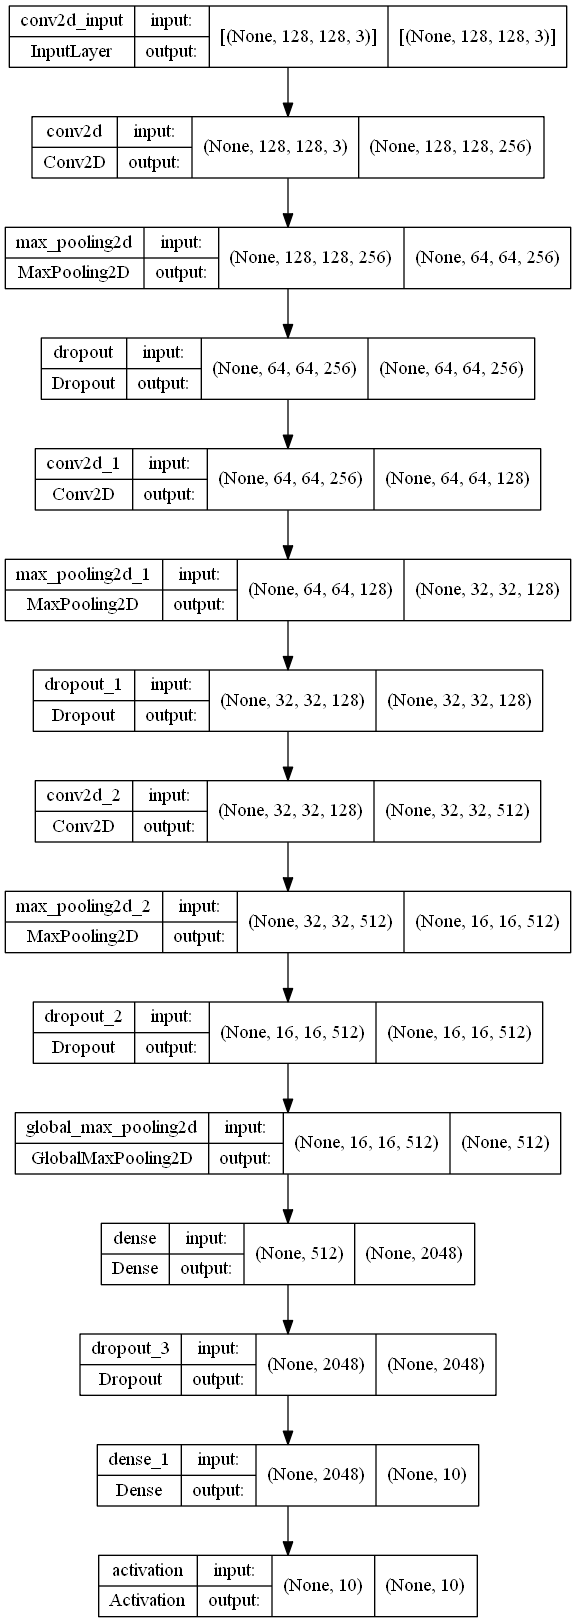 conv2d_input input: [(None, 128, 128, 3)] [(None, 128, 128, 3)]
InputLayer output:
conv2d input: (None, 128, 128, 3) (None, 128, 128, 256)
Conv2D output:
max_pooling2d input: (None, 128, 128, 256) (None, 64, 64, 256)
MaxPooling2D output:
dropout input: (None, 64, 64, 256) (None, 64, 64, 256)
Dropout output:
conv2d_1 input: (None, 64, 64, 256) (None, 64, 64, 128)
Conv2D output:
max_pooling2d_1 input: (None, 64, 64, 128) (None, 32, 32, 128)
MaxPooling2D output:
dropout_1 input: (None, 32, 32, 128) (None, 32, 32, 128)
Dropout output:
conv2d_2 input: (None, 32, 32, 128) (None, 32, 32, 512)
Conv2D output:
max_pooling2d_2 input: (None, 32, 32, 512) (None, 16, 16, 512)
MaxPooling2D output:
dropout_2 input: (None, 16, 16, 512) (None, 16, 16, 512)
Dropout output:
global_max_pooling2d input: (None, 16, 16, 512) (None, 512)
GlobalMaxPooling2D output:
dense input: (None, 512) (None, 2048)
Dense output:
dropout_3 input: (None, 2048) (None, 2048)
Dropout output:
dense_1 input: (None, 2048) (None, 10)
Dense output:
activation input: (None, 10) (None, 10)
Activation output: